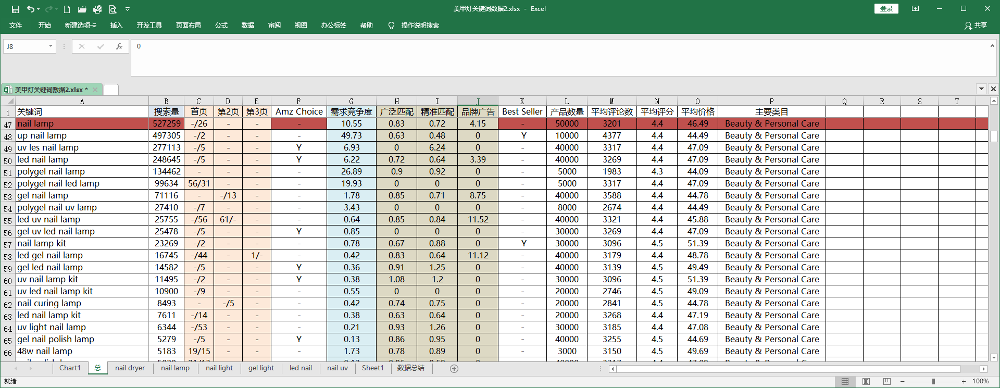 美甲灯关键词数据2.xlsx - Excel
登录
文件 开始 新建选项卡 插入 开发工具 页面布局 公式 数据 审阅 视图 办公标签 帮助 操作说明搜索 共享
J8 fx 0
美甲灯关键词数据2.xlsx *
A B C D E F G H I J K L M N O P Q R S T
1 关键词 搜索量 首页 第2页 第3页 Amz Choice 需求竞争度 广泛匹配 精准匹配 品牌广告 Best Seller 产品数量 平均评论数 平均评分 平均价格 主要类目
47 nail lamp 527259 -/26 - - - 10.55 0.83 0.72 4.15 - 50000 3201 4.4 46.49 Beauty & Personal Care
48 up nail lamp 497305 -/2 - - - 49.73 0.63 0.48 0 Y 10000 4377 4.4 44.49 Beauty & Personal Care
49 uv les nail lamp 277113 -/5 - - Y 6.93 0 6.24 0 - 40000 3317 4.4 47.09 Beauty & Personal Care
50 led nail lamp 248645 -/5 - - Y 6.22 0.72 0.64 3.39 - 40000 3269 4.4 47.09 Beauty & Personal Care
51 polygel nail lamp 134462 - - - - 26.89 0.9 0.92 0 - 5000 1983 4.3 44.09 Beauty & Personal Care
52 polygel nail led lamp 99634 56/31 - - - 19.93 0 0 0 - 5000 3317 4.4 47.09 Beauty & Personal Care
53 gel nail lamp 71116 - -/13 - - 1.78 0.85 0.71 8.75 - 40000 3588 4.4 44.78 Beauty & Personal Care
54 polygel nail uv lamp 27410 -/7 - - - 3.43 0 0 0 - 8000 2674 4.4 44.49 Beauty & Personal Care
55 led uv nail lamp 25755 -/56 61/- - - 0.64 0.85 0.84 11.52 - 40000 3321 4.4 45.88 Beauty & Personal Care
56 gel uv led nail lamp 25478 -/5 - - Y 0.85 0 0 0 - 30000 3269 4.4 47.09 Beauty & Personal Care
57 nail lamp kit 23269 -/2 - - - 0.78 0.67 0.88 0 Y 30000 3096 4.5 51.39 Beauty & Personal Care
58 led gel nail lamp 16745 -/44 - 1/- - 0.42 0.83 0.64 11.12 - 40000 3179 4.4 48.78 Beauty & Personal Care
59 gel led nail lamp 14582 -/5 - - Y 0.36 0.91 1.25 0 - 40000 3139 4.5 49.49 Beauty & Personal Care
60 uv nail lamp kit 11495 -/2 - - Y 0.38 1.08 1.2 0 - 30000 3096 4.5 51.39 Beauty & Personal Care
61 uv led nail lamp kit 10900 -/9 - - - 0.55 0 0 0 - 20000 2746 4.5 49.09 Beauty & Personal Care
62 nail curing lamp 8493 - -/5 - - 0.42 0.74 0.75 0 - 20000 2841 4.5 44.78 Beauty & Personal Care
63 led nail lamp kit 7611 -/14 - - - 0.38 0.63 0.64 0 - 20000 3268 4.4 47.19 Beauty & Personal Care
64 uv light nail lamp 6344 -/53 - - - 0.21 0.93 1.26 0 - 30000 3185 4.4 47.08 Beauty & Personal Care
65 gel nail polish lamp 5279 -/5 - - Y 0.13 0.86 0.95 0 - 40000 3255 4.5 44.69 Beauty & Personal Care
66 48w nail lamp 5183 19/15 - - - 1.73 0.78 0.89 0 - 3000 3150 4.5 49.69 Beauty & Personal Care
Chart1 总 nail dryer nail lamp nail light gel light led nail nail uv Sheet1 数据总结
就绪 100%